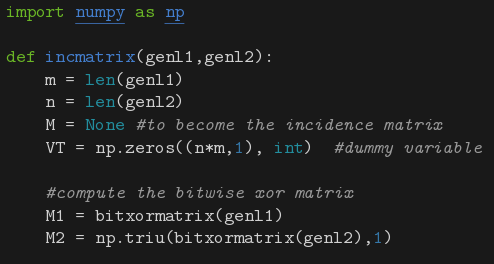 import numpy as np
def incmatrix(genl1,genl2):
m = len(genl1)
n = len(genl2)
M = None #to become the incidence matrix
VT = np.zeros((n*m,1), int) #dummy variable
#compute the bitwise xor matrix
M1 = bitxormatrix(genl1)
M2 = np.triu(bitxormatrix(genl2),1)